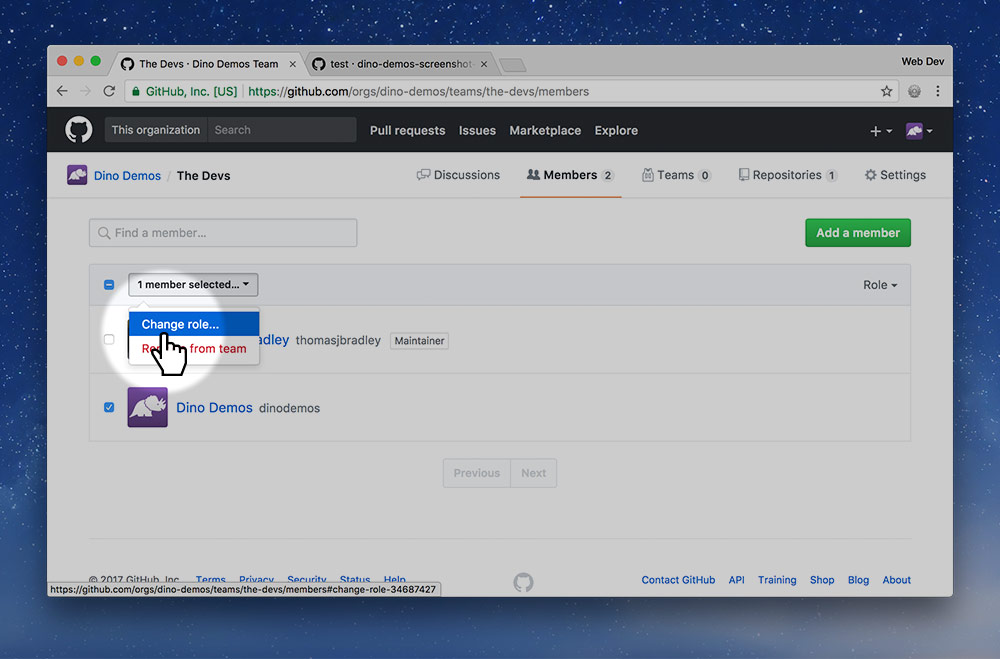 The Devs · Dino Demos Team
test · dino-demos-screenshot
Web Dev
GitHub, Inc. [US]
https://github.com/orgs/dino-demos/teams/the-devs/members
This organization
Search
Pull requests
Issues
Marketplace
Explore
Dino Demos / The Devs
Discussions
Members 2
Teams 0
Repositories 1
Settings
Find a member...
Add a member
1 member selected...
Role
Change role...
from team
adley thomasjbradley Maintainer
Dino Demos dinodemos
Previous
Next
© 2017 GitHub, Inc.
Terms
Privacy
Security
Status
Help
Contact GitHub
API
Training
Shop
Blog
About
https://github.com/orgs/dino-demos/teams/the-devs/members#change-role-34687427